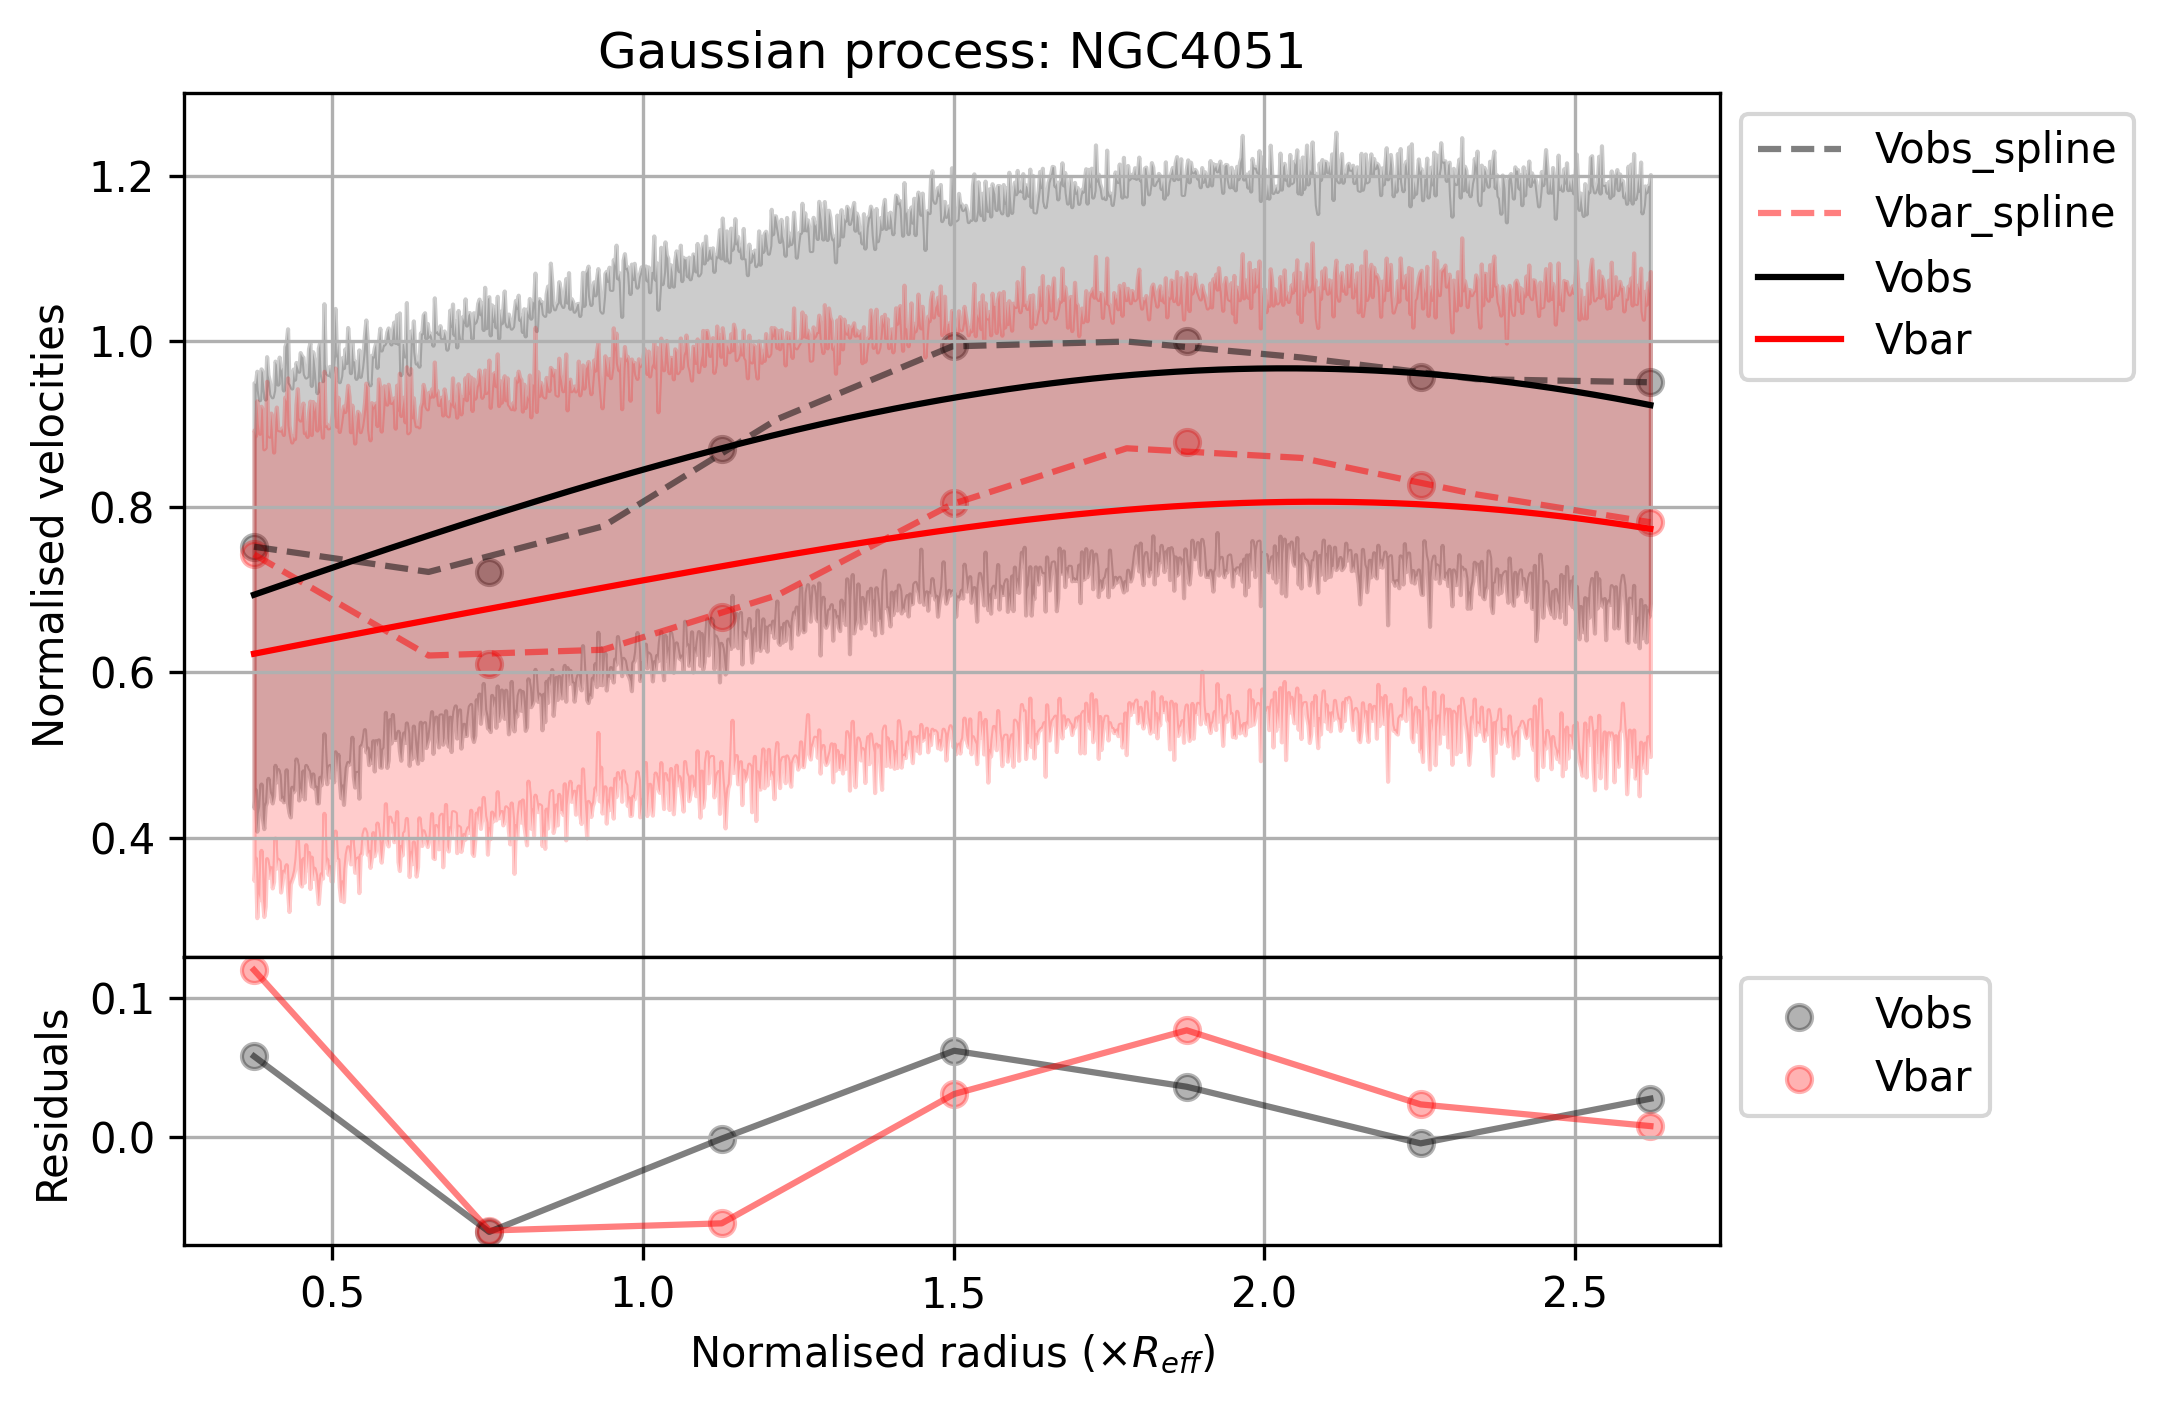 Gaussian process: NGC4051
Normalised velocities
1.2
1.0
0.8
0.6
0.4
Vobs_spline
Vbar_spline
Vobs
Vbar
Residuals
0.1
0.0
Vobs
Vbar
0.5 1.0 1.5 2.0 2.5
Normalised radius (×R_eff)